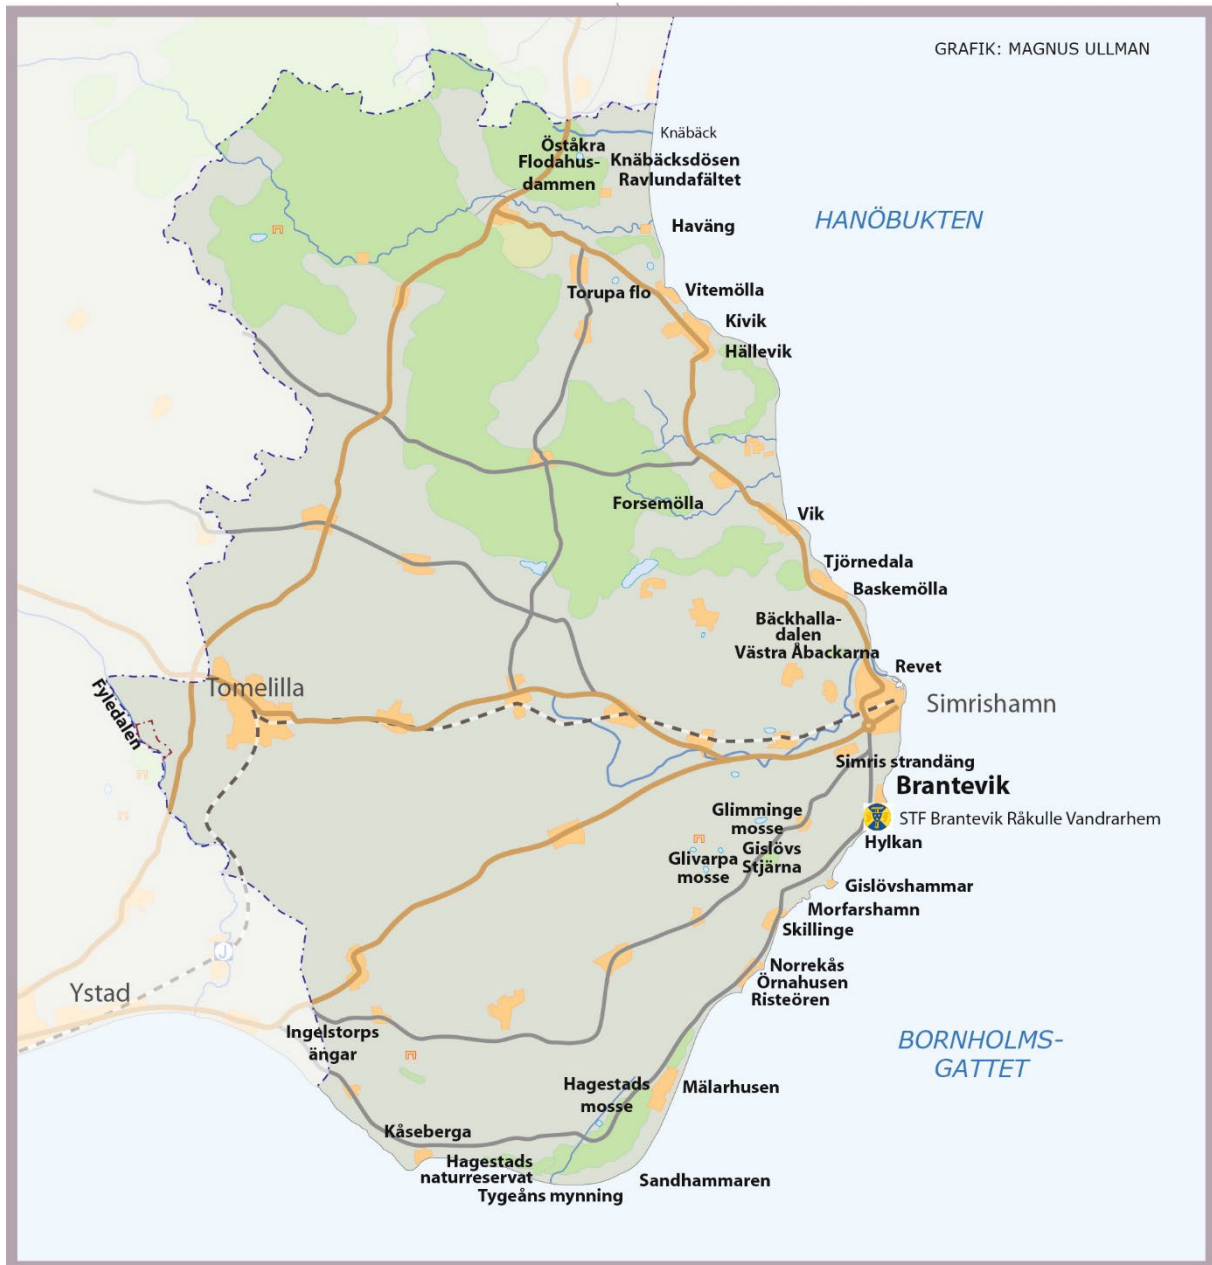 GRAFIK: MAGNUS ULLMAN
Knäbäck
Öståkra
Flodahus-
dammen
Knäbäcksdösen
Ravlundafältet
HANÖBUKTEN
Haväng
Torupa flo
Vitemölla
Kivik
Hällevik
Forsemölla
Vik
Tjörnedala
Baskemölla
Bäckhalla-
dalen
Västra Åbackarna
Revet
Tomelilla
Simrishamn
Fyledalen
Simris strandäng
Brantevik
STF Brantevik Råkulle Vandrarhem
Glimminge
mosse
Hylkan
Glivarpa
mosse
Gislövs
Stjärna
Gislövshammar
Morfarshamn
Skillinge
J
Norrekås
Örnahusen
Risteören
Ystad
Ingelstorps
ängar
BORNHOLMS-
GATTET
Hagestads
mosse
Mälarhusen
Kåseberga
Hagestads
naturreservat
Tygeåns mynning
Sandhammaren